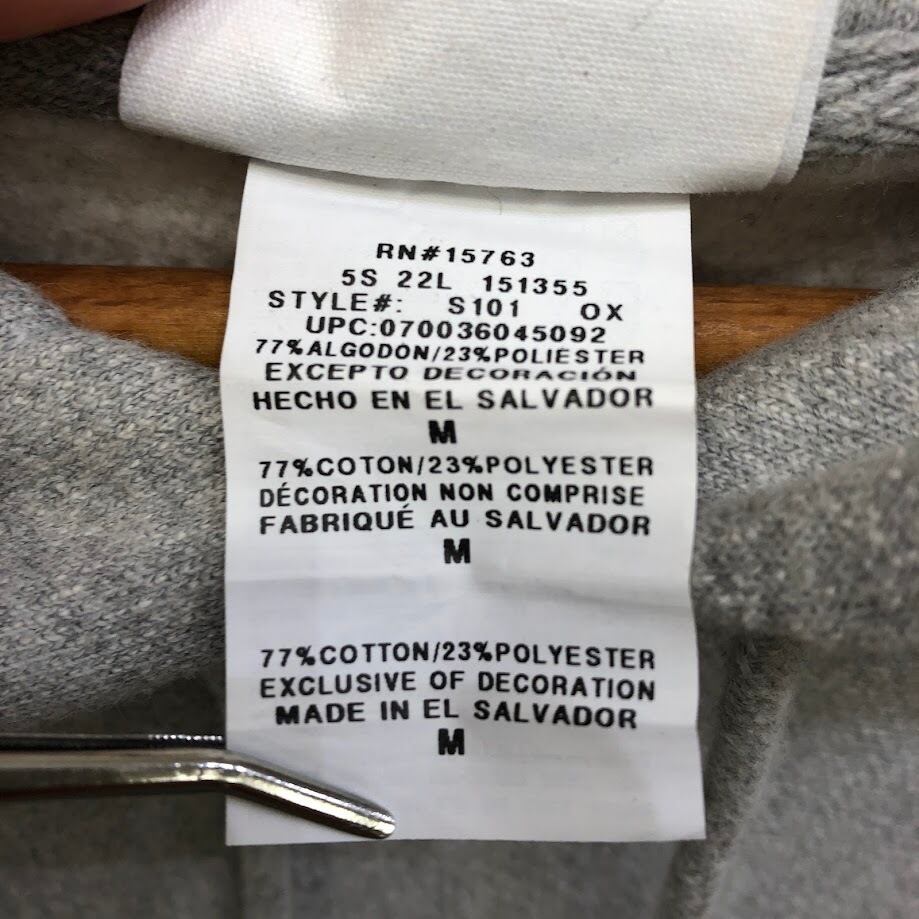 RN#15763
5S 22L 151355
STYLE#: S101 OX
UPC:070036045092
77%ALGODÓN/23%POLIÉSTER
EXCEPTO DECORACIÓN
HECHO EN EL SALVADOR
M
77%COTON/23%POLYESTER
DÉCORATION NON COMPRISE
FABRIQUÉ AU SALVADOR
M
77%COTTON/23%POLYESTER
EXCLUSIVE OF DECORATION
MADE IN EL SALVADOR
M